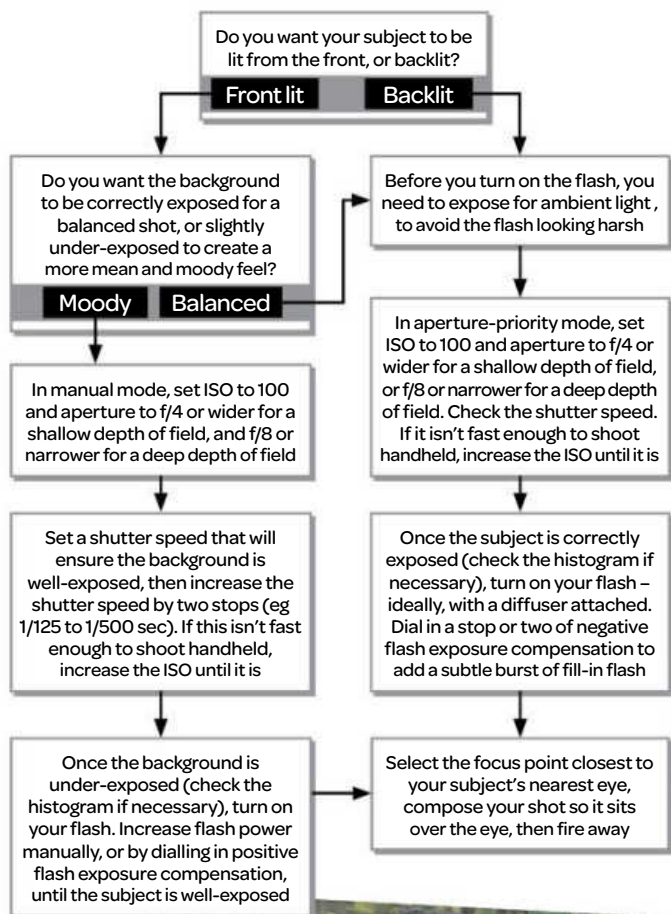 Do you want your subject to be
lit from the front, or backlit?
Front lit
Backlit
Do you want the background
to be correctly exposed for a
balanced shot, or slightly
under-exposed to create a
more mean and moody feel?
Moody
Balanced
In manual mode, set ISO to 100
and aperture to f/4 or wider for a
shallow depth of field, and f/8 or
narrower for a deep depth of field
Set a shutter speed that will
ensure the background is
well-exposed, then increase the
shutter speed by two stops (eg
1/125 to 1/500 sec). If this isn't fast
enough to shoot handheld,
increase the ISO until it is
Once the background is
under-exposed (check the
histogram if necessary), turn on
your flash. Increase flash power
manually, or by dialling in positive
flash exposure compensation,
until the subject is well-exposed
Before you turn on the flash, you
need to expose for ambient light ,
to avoid the flash looking harsh
In aperture-priority mode, set
ISO to 100 and aperture to f/4 or
wider for a shallow depth of field,
or f/8 or narrower for a deep depth
of field. Check the shutter speed.
If it isn't fast enough to shoot
handheld, increase the ISO until it is
Once the subject is correctly
exposed (check the histogram if
necessary), turn on your flash –
ideally, with a diffuser attached.
Dial in a stop or two of negative
flash exposure compensation to
add a subtle burst of fill-in flash
Select the focus point closest to
your subject's nearest eye,
compose your shot so it sits
over the eye, then fire away